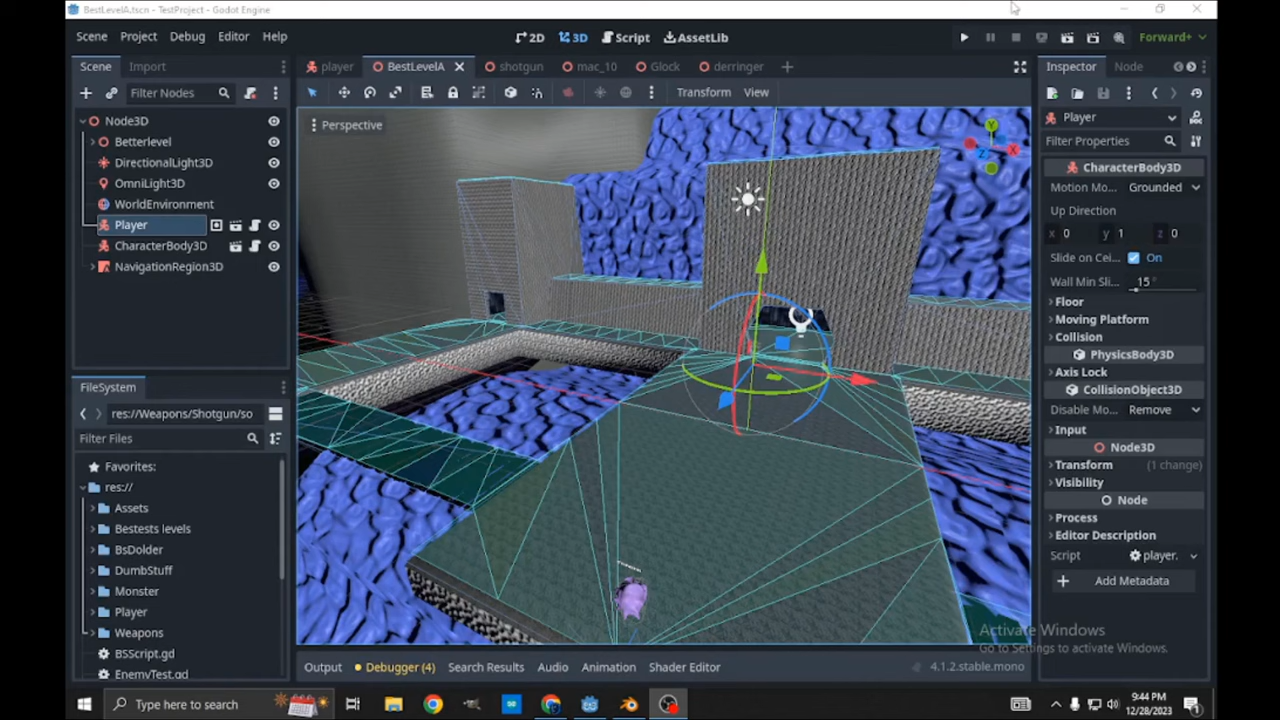 BestLevelA.tscn - TestProject - Godot Engine
Scene Project Debug Editor Help
2D 3D Script AssetLib
Forward+
Scene Import
player BestLevelA shotgun mac_10 Glock derringer
Inspector Node
Filter Nodes
Transform View
Node3D
Betterlevel
DirectionalLight3D
OmniLight3D
WorldEnvironment
Player
CharacterBody3D
NavigationRegion3D
Perspective
Player
Filter Properties
CharacterBody3D
Motion Mo... Grounded
Up Direction
x 0 y 1 z 0
Slide on Cei... On
Wall Min Sli... 15
Floor
Moving Platform
Collision
PhysicsBody3D
Axis Lock
CollisionObject3D
Disable Mo... Remove
Input
Node3D
Transform (1 change)
Visibility
Node
Process
Editor Description
Script player.
Add Metadata
FileSystem
res://Weapons/Shotgun/so
Filter Files
Favorites:
res://
Assets
Bestests levels
BsDolder
DumbStuff
Monster
Player
Weapons
BSScript.gd
EnemyTest.gd
Activate Windows
Go to Settings to activate Windows.
Output Debugger (4) Search Results Audio Animation Shader Editor
4.1.2.stable.mono
Type here to search
9:44 PM
12/28/2023